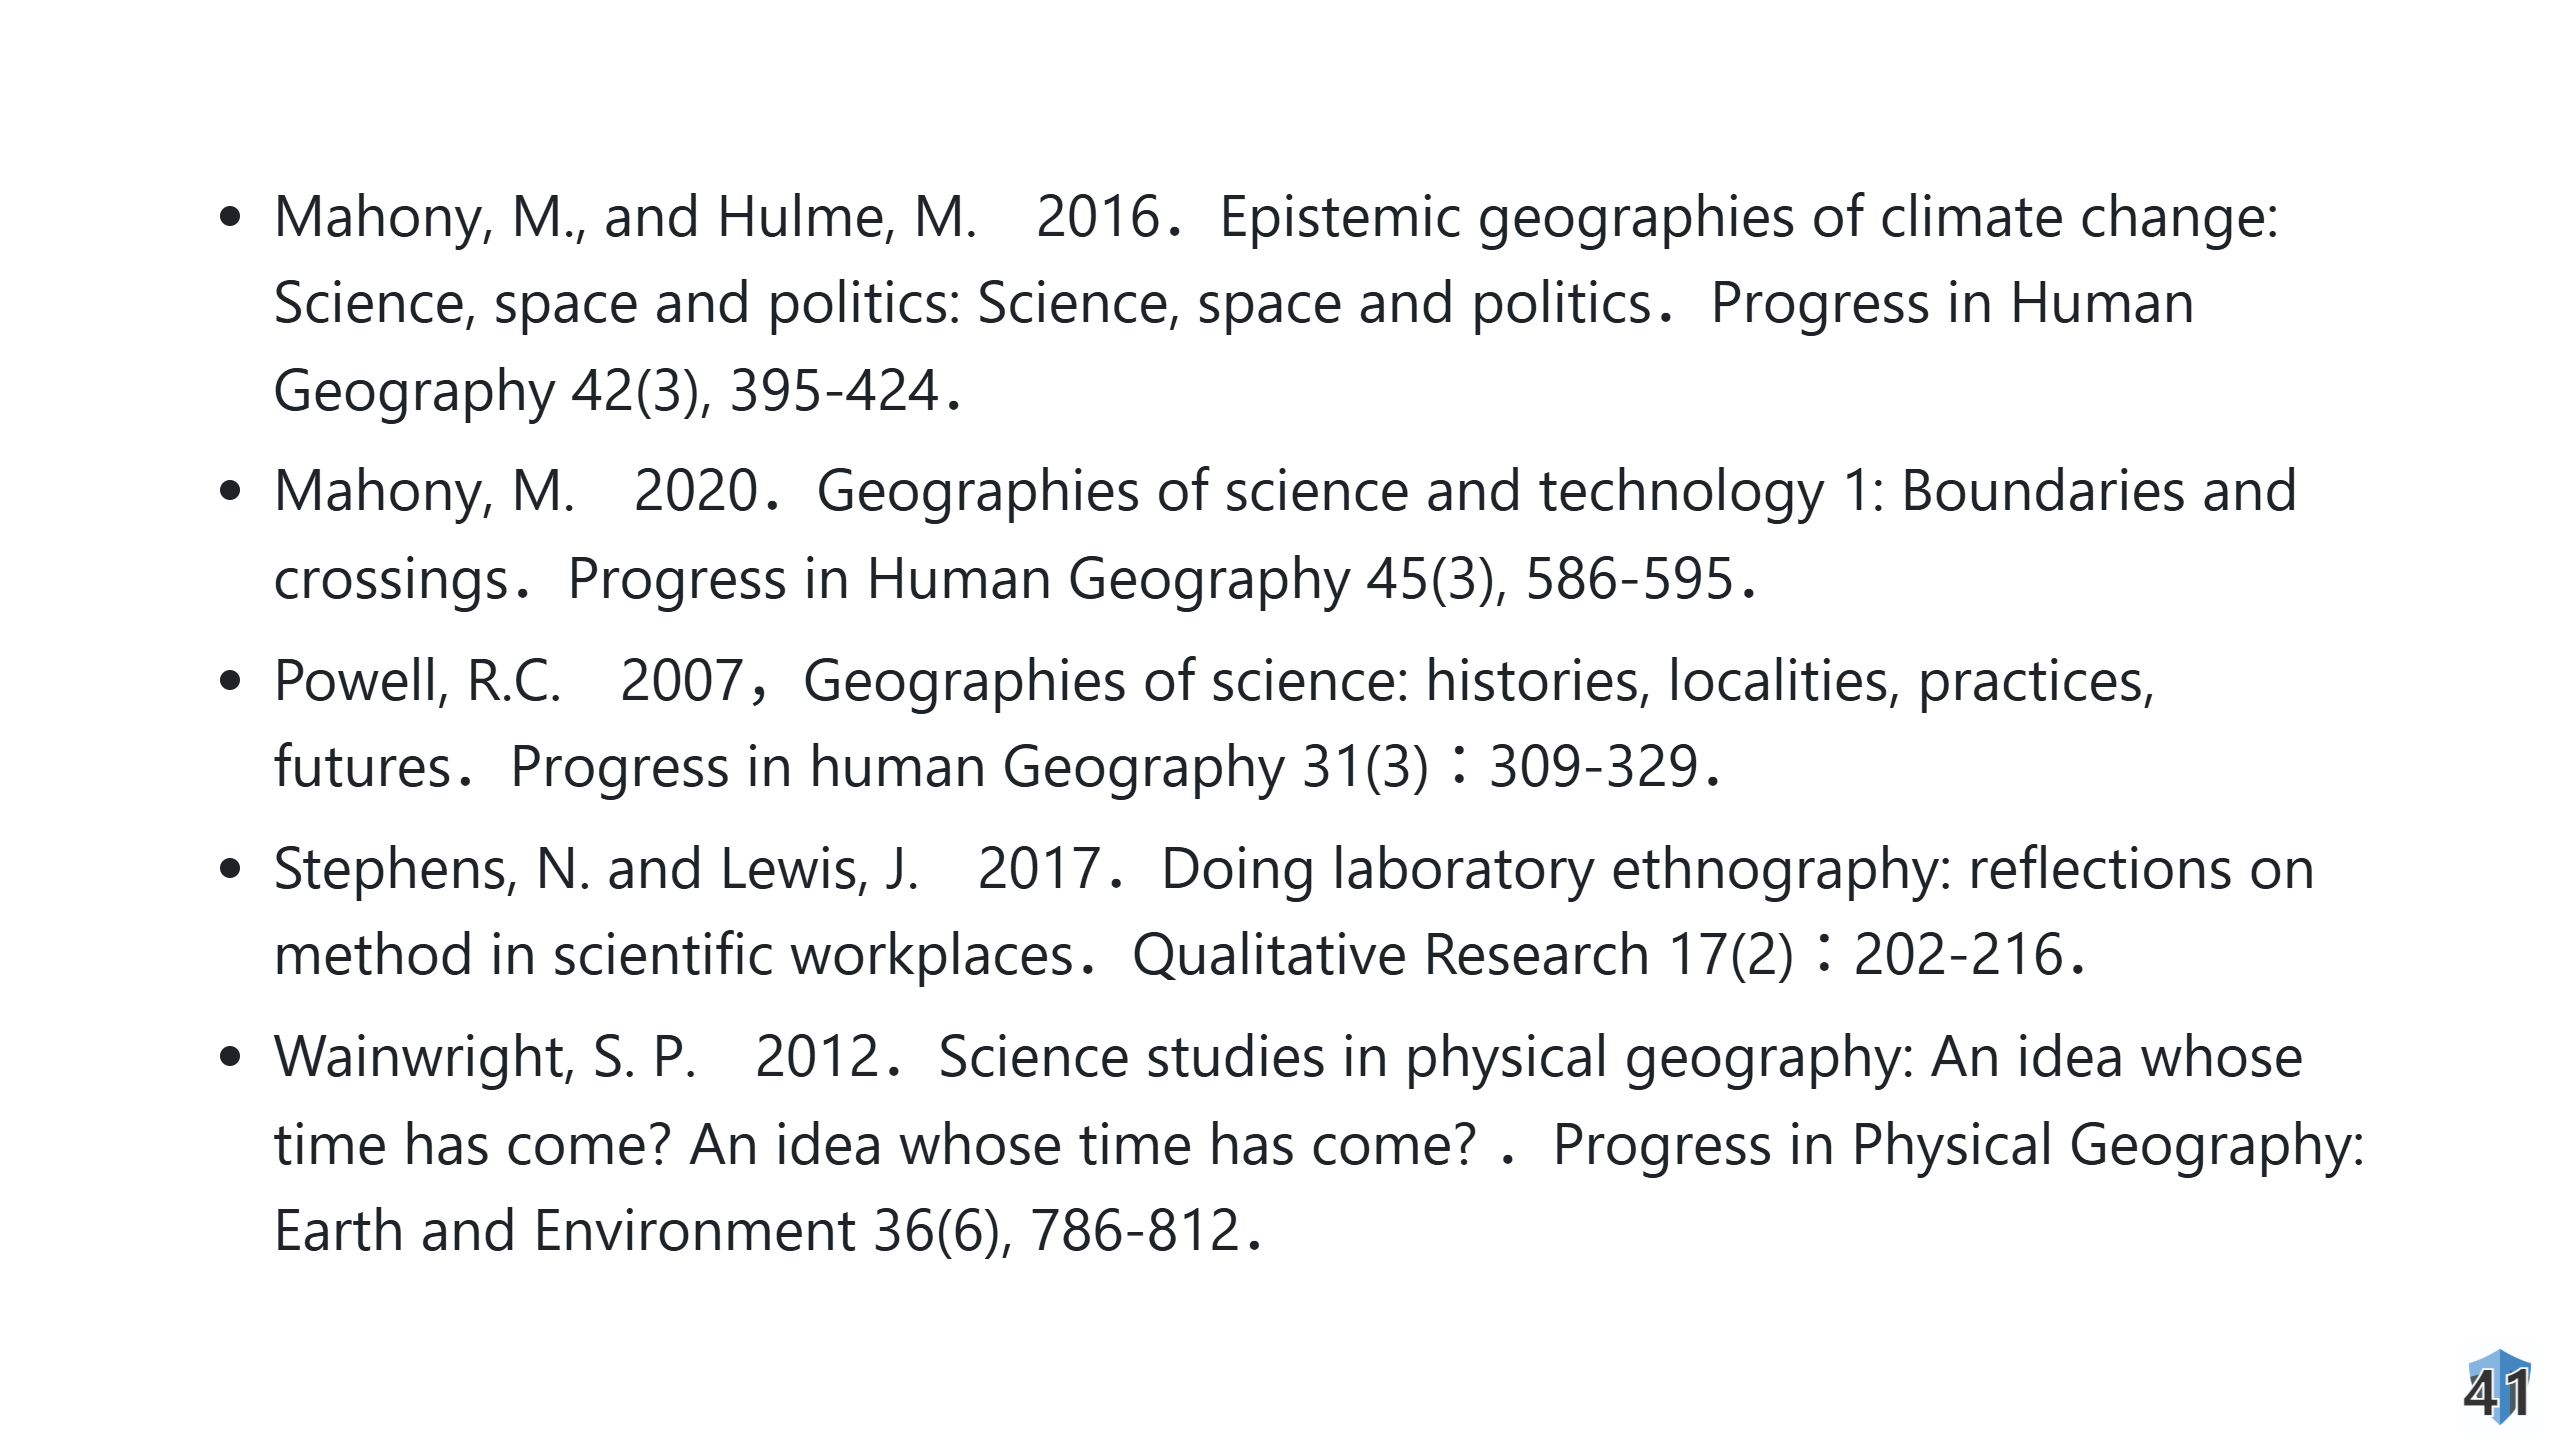 • Mahony, M., and Hulme, M.　2016．Epistemic geographies of climate change:
Science, space and politics: Science, space and politics．Progress in Human
Geography 42(3), 395-424．
• Mahony, M.　2020．Geographies of science and technology 1: Boundaries and
crossings．Progress in Human Geography 45(3), 586-595．
• Powell, R.C.　2007，Geographies of science: histories, localities, practices,
futures．Progress in human Geography 31(3)：309-329．
• Stephens, N. and Lewis, J.　2017．Doing laboratory ethnography: reflections on
method in scientific workplaces．Qualitative Research 17(2)：202-216．
• Wainwright, S. P.　2012．Science studies in physical geography: An idea whose
time has come? An idea whose time has come?．Progress in Physical Geography:
Earth and Environment 36(6), 786-812．
41